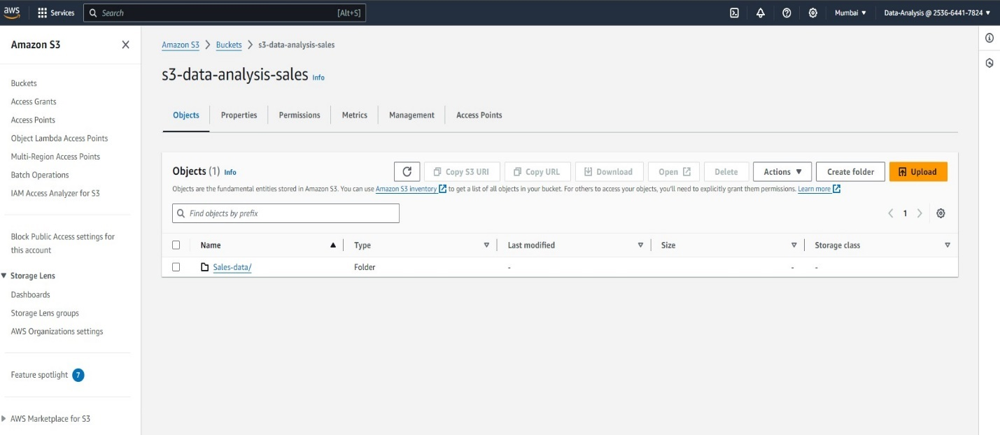 aws Services Search [Alt+S] Mumbai Data-Analysis @ 2536-6441-7824
Amazon S3
Buckets
Access Grants
Access Points
Object Lambda Access Points
Multi-Region Access Points
Batch Operations
IAM Access Analyzer for S3
Block Public Access settings for
this account
Storage Lens
Dashboards
Storage Lens groups
AWS Organizations settings
Feature spotlight 7
AWS Marketplace for S3
Amazon S3 > Buckets > s3-data-analysis-sales
s3-data-analysis-sales Info
Objects Properties Permissions Metrics Management Access Points
Objects (1) Info Copy S3 URI Copy URL Download Open Delete Actions Create folder Upload
Objects are the fundamental entities stored in Amazon S3. You can use Amazon S3 inventory to get a list of all objects in your bucket. For others to access your objects, you'll need to explicitly grant them permissions. Learn more
Find objects by prefix 1
Name Type Last modified Size Storage class
Sales-data/ Folder - - -